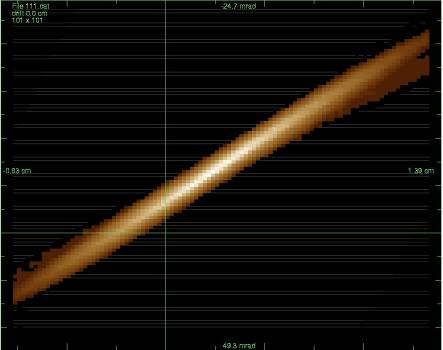 File 111.dst
drift 0.0 cm
101 x 101
-24.7 mrad
-0.93 cm
1.39 cm
49.3 mrad